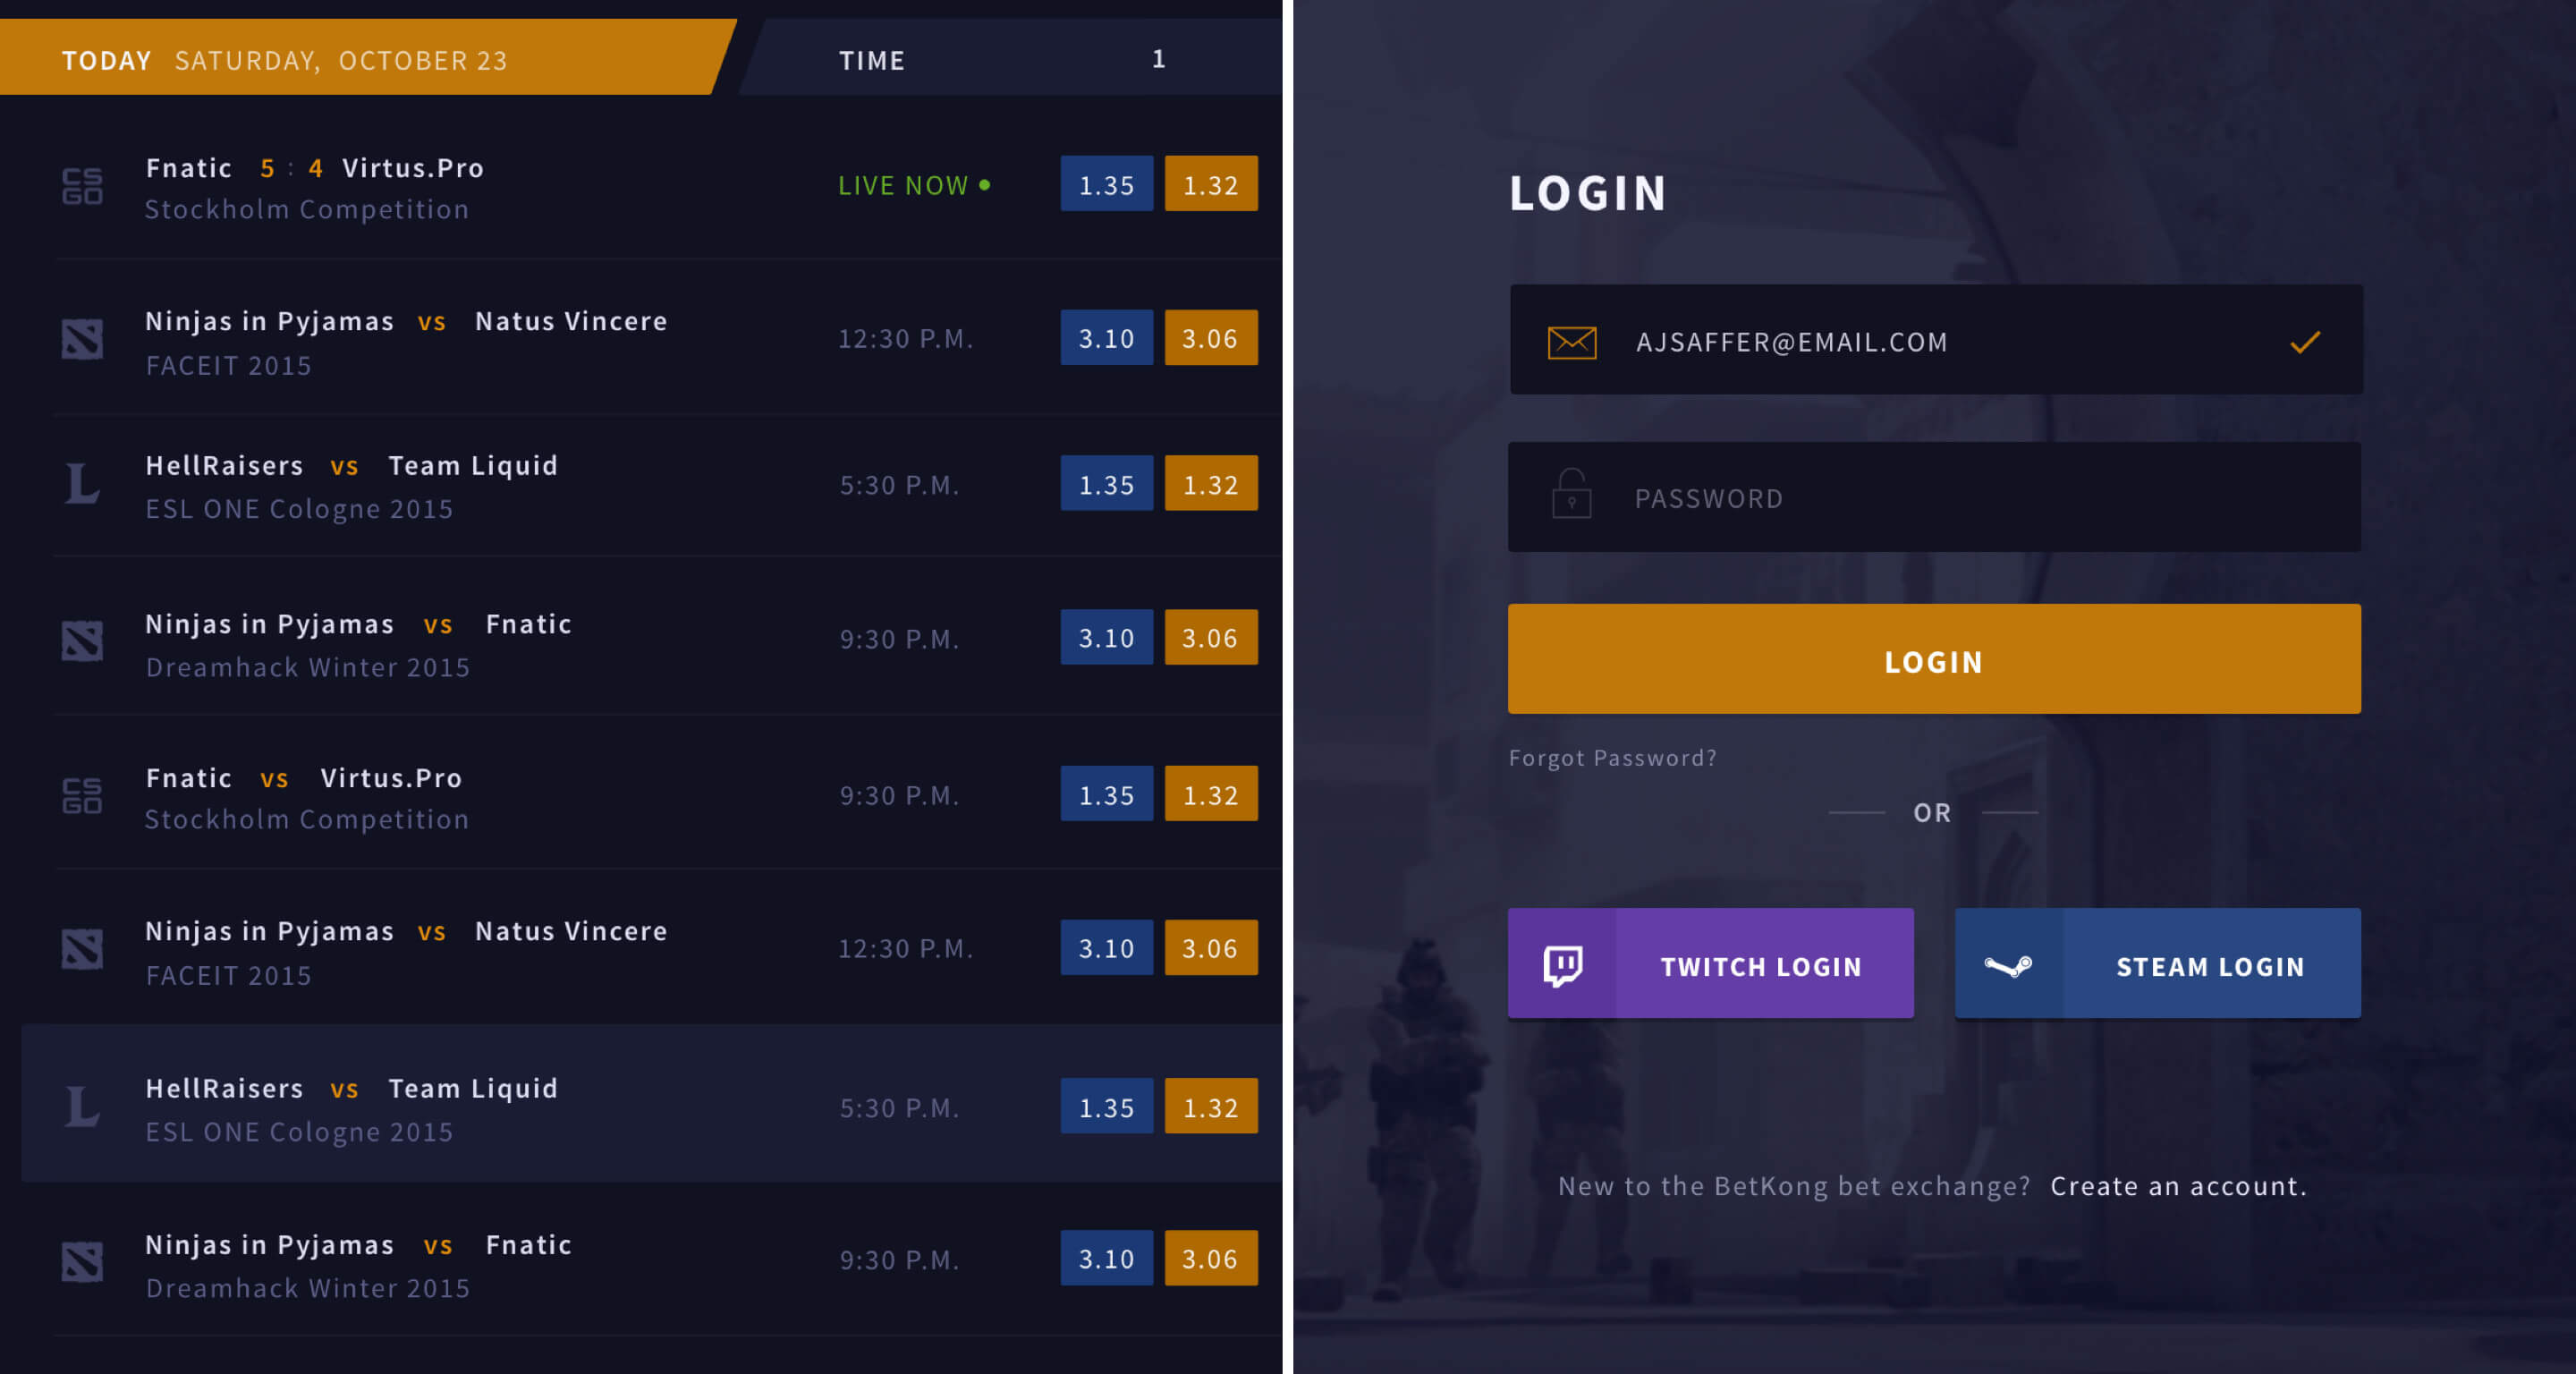 TODAY SATURDAY, OCTOBER 23 TIME 1
CS
GO
Fnatic 5 : 4 Virtus.Pro
Stockholm Competition
LIVE NOW 1.35 1.32
Ninjas in Pyjamas vs Natus Vincere
FACEIT 2015
12:30 P.M. 3.10 3.06
L
HellRaisers vs Team Liquid
ESL ONE Cologne 2015
5:30 P.M. 1.35 1.32
Ninjas in Pyjamas vs Fnatic
Dreamhack Winter 2015
9:30 P.M. 3.10 3.06
CS
GO
Fnatic vs Virtus.Pro
Stockholm Competition
9:30 P.M. 1.35 1.32
Ninjas in Pyjamas vs Natus Vincere
FACEIT 2015
12:30 P.M. 3.10 3.06
L
HellRaisers vs Team Liquid
ESL ONE Cologne 2015
5:30 P.M. 1.35 1.32
Ninjas in Pyjamas vs Fnatic
Dreamhack Winter 2015
9:30 P.M. 3.10 3.06
LOGIN
AJSAFFER@EMAIL.COM
PASSWORD
LOGIN
Forgot Password?
OR
TWITCH LOGIN STEAM LOGIN
New to the BetKong bet exchange? Create an account.